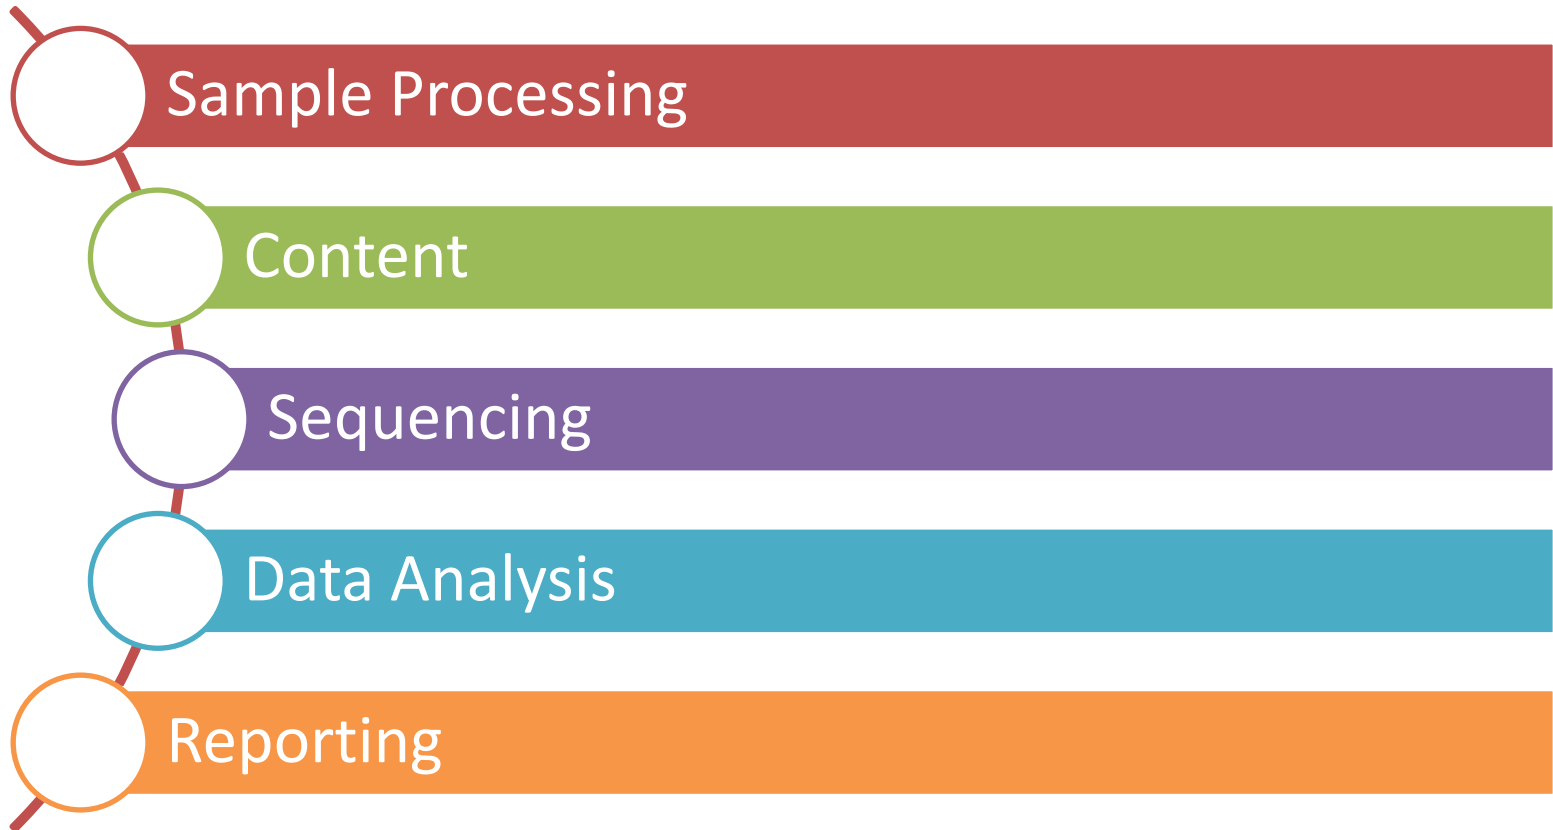 Sample Processing
Content
Sequencing
Data Analysis
Reporting